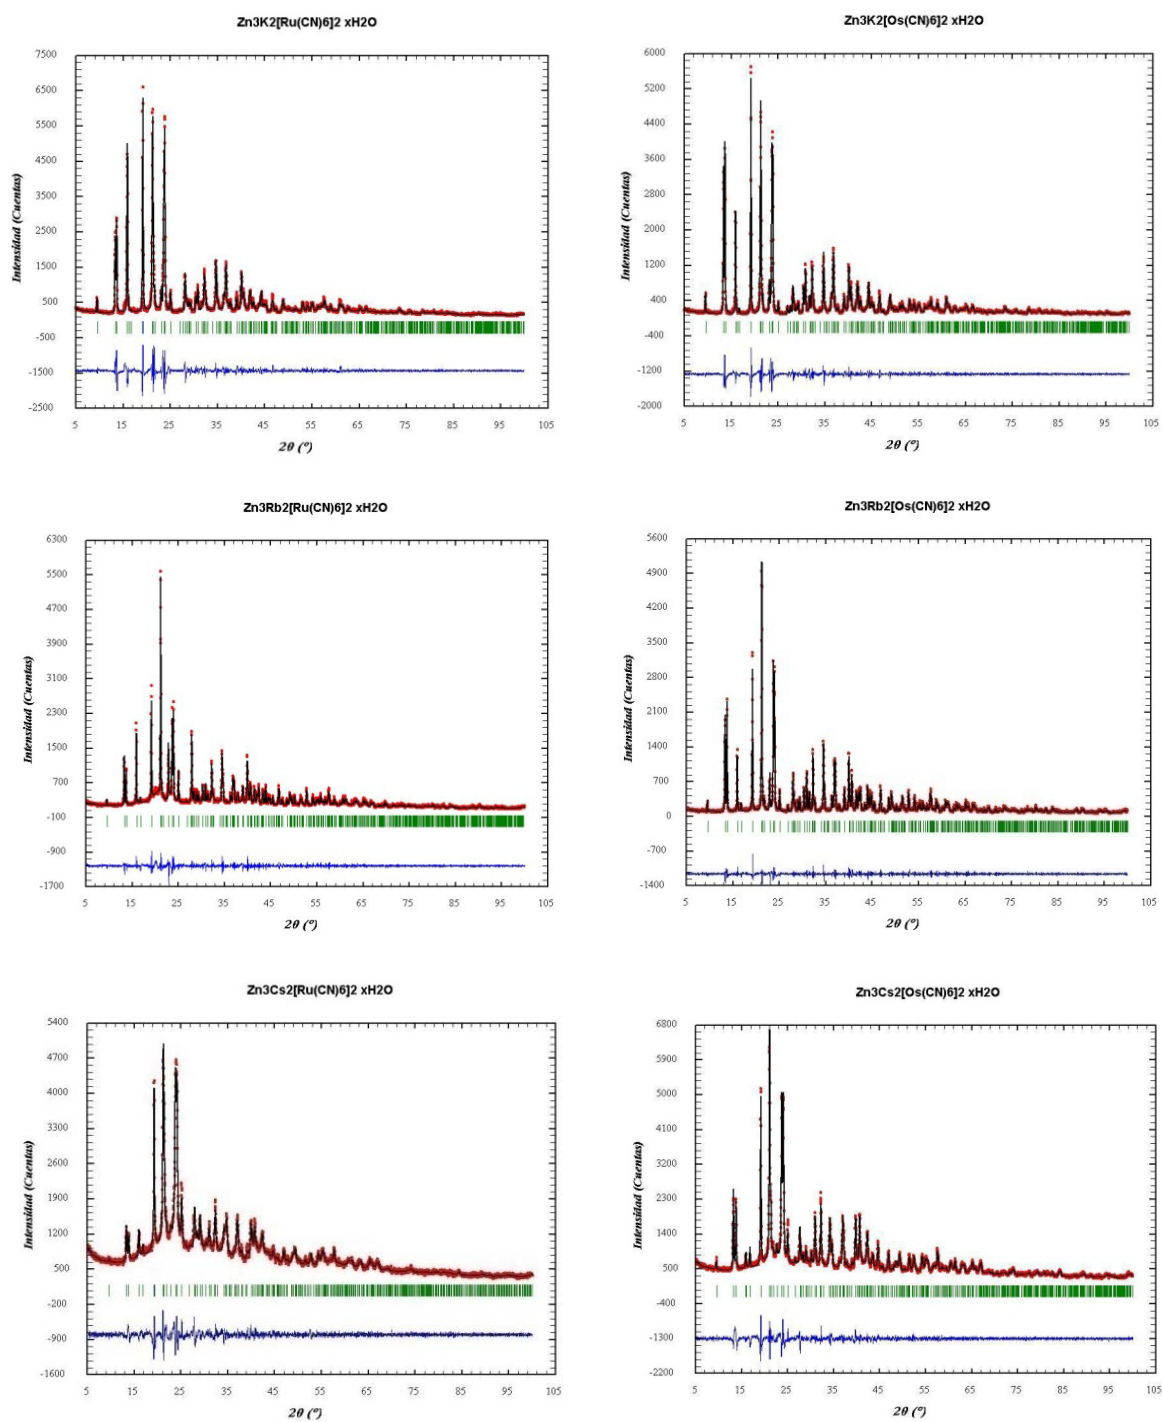 Zn3K2[Ru(CN)6]2 xH2O
7500
6500
5500
4500
3500
2500
1500
500
-500
-1500
-2500
Intensidad (Cuentas)
5 15 25 35 45 55 65 75 85 95 105
2θ (°)
Zn3K2[Os(CN)6]2 xH2O
6000
5200
4400
3600
2800
2000
1200
400
-400
-1200
-2000
Intensidad (Cuentas)
5 15 25 35 45 55 65 75 85 95 105
2θ (°)
Zn3Rb2[Ru(CN)6]2 xH2O
6300
5500
4700
3900
3100
2300
1500
700
-100
-900
-1700
Intensidad (Cuentas)
5 15 25 35 45 55 65 75 85 95 105
2θ (°)
Zn3Rb2[Os(CN)6]2 xH2O
5600
4900
4200
3500
2800
2100
1400
700
0
-700
-1400
Intensidad (Cuentas)
5 15 25 35 45 55 65 75 85 95 105
2θ (°)
Zn3Cs2[Ru(CN)6]2 xH2O
5400
4700
4000
3300
2600
1900
1200
500
-200
-900
-1600
Intensidad (Cuentas)
5 15 25 35 45 55 65 75 85 95 105
2θ (°)
Zn3Cs2[Os(CN)6]2 xH2O
6800
5900
5000
4100
3200
2300
1400
500
-400
-1300
-2200
Intensidad (Cuentas)
5 15 25 35 45 55 65 75 85 95 105
2θ (°)